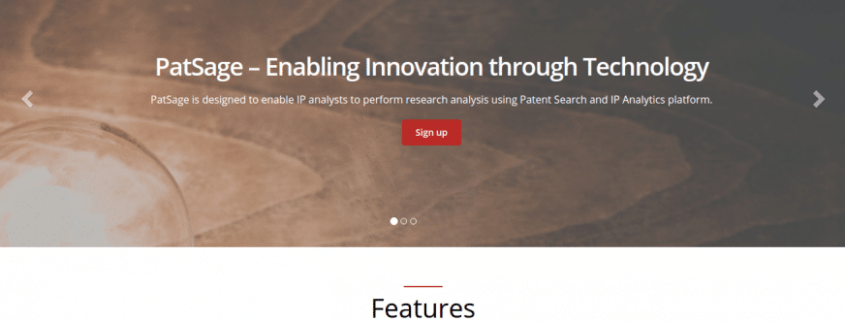 PatSage – Enabling Innovation through Technology
PatSage is designed to enable IP analysts to perform research analysis using Patent Search and IP Analytics platform.
Sign up
Features